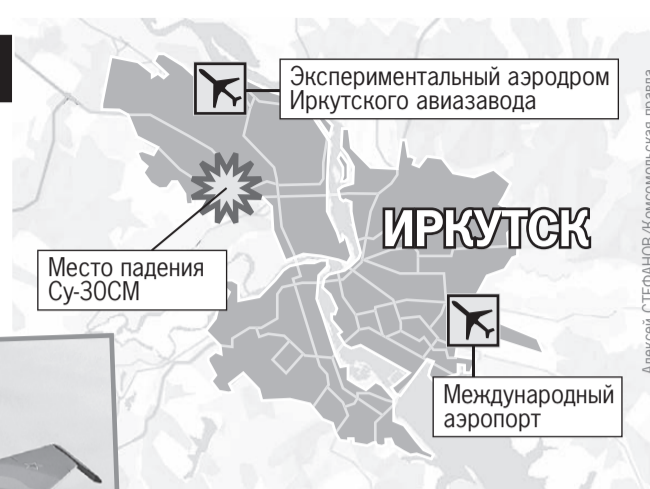 Экспериментальный аэродром
Иркутского авиазавода
ИРКУТСК
Место падения
Су-30СМ
Международный
аэропорт
Алексей СТЕФАНОВ/Комсомольская правда